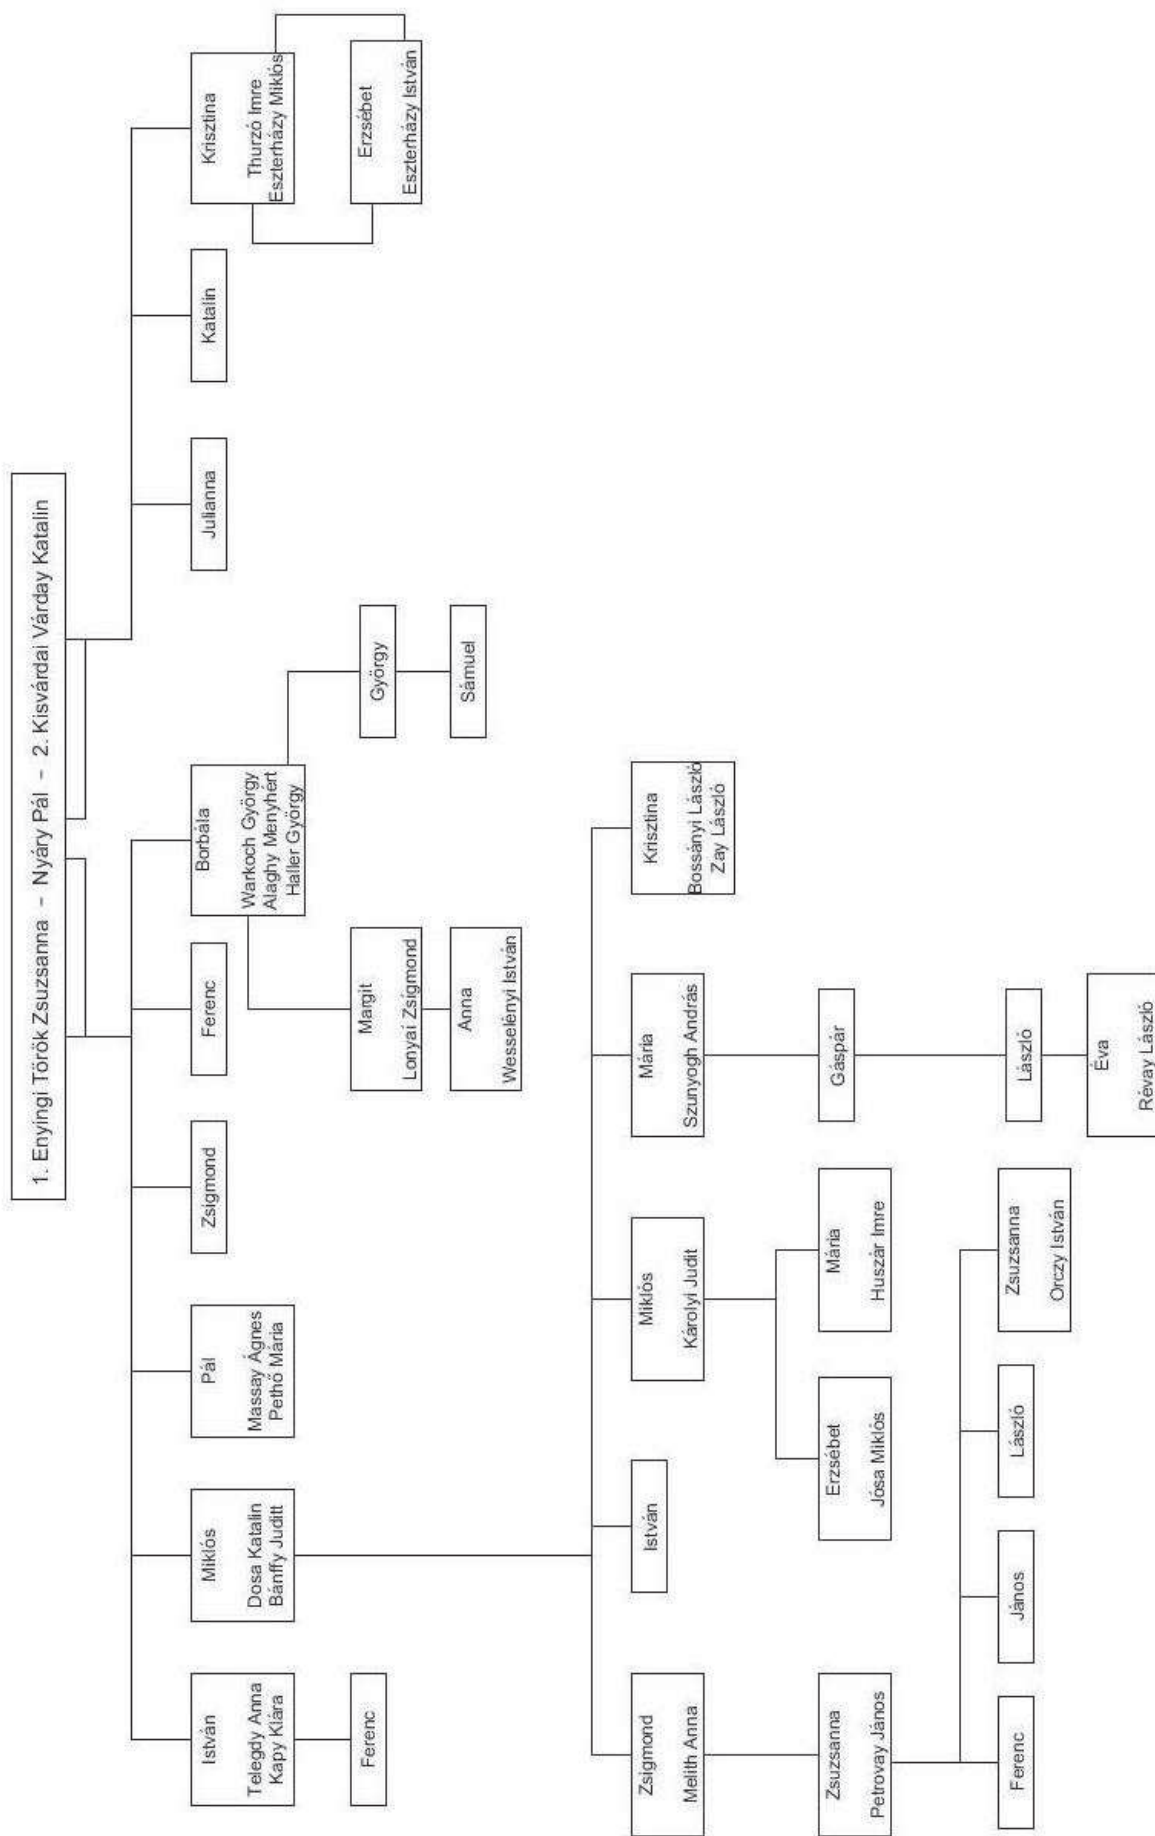 1. Enyingi Török Zsuzsanna – Nyáry Pál – 2. Kisvárdai Várday Katalin
István
Telegdy Anna
Kapy Klára
Miklós
Dosa Katalin
Bánffy Juditt
Pál
Massay Ágnes
Pethő Mária
Zsigmond
Ferenc
Borbála
Warkoch György
Alaghy Menyhért
Haller György
Julianna
Katalin
Krisztina
Thurzó Imre
Eszterházy Miklós
Ferenc
Margit
Lonyai Zsigmond
György
Erzsébet
Eszterházy István
Anna
Wesselényi István
Sámuel
Zsigmond
Melith Anna
István
Miklós
Károlyi Judit
Mária
Szunyogh András
Krisztina
Bossányi László
Zay László
Zsuzsanna
Petrovay János
Erzsébet
Jósa Miklós
Mária
Huszár Imre
Gáspár
Ferenc
János
László
Zsuzsanna
Orczy István
László
Éva
Révay László